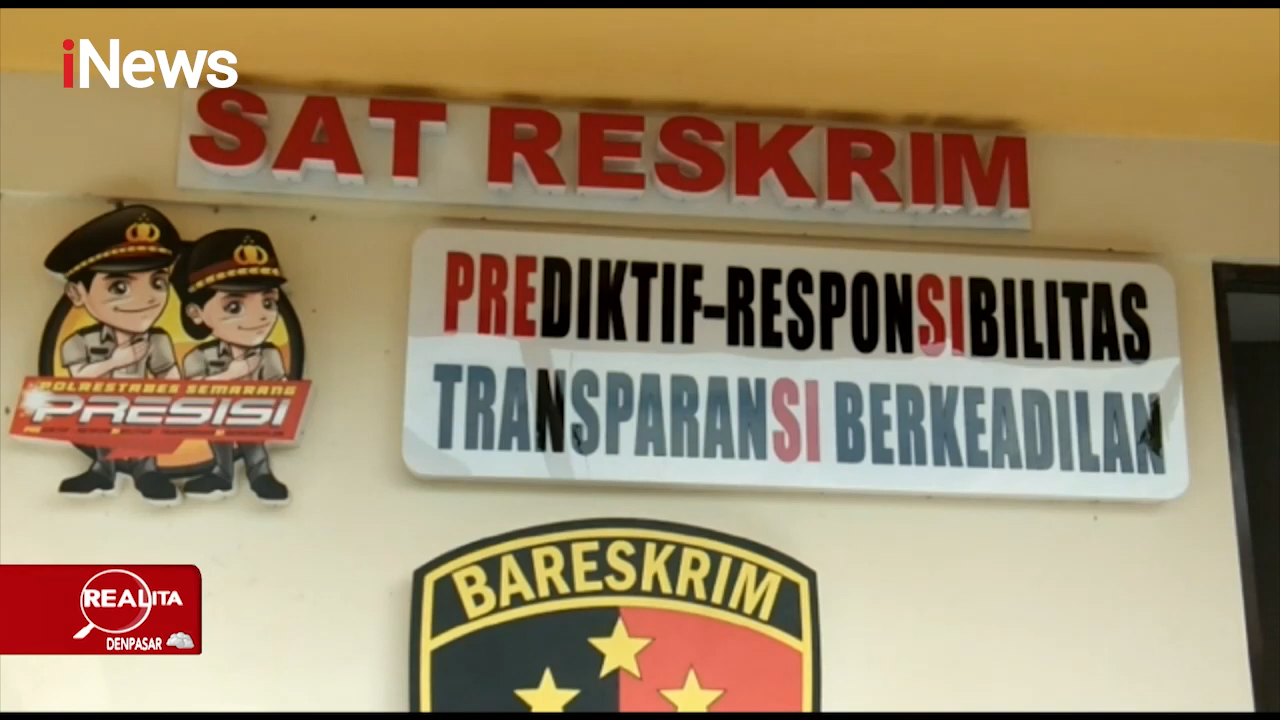 iNews
SAT RESKRIM
PREDIKTIF-RESPONSIBILITAS
TRANSPARANSI BERKEADILAN
POLRESTABES SEMARANG
PRESISI
BARESKRIM
REALITA
DENPASAR